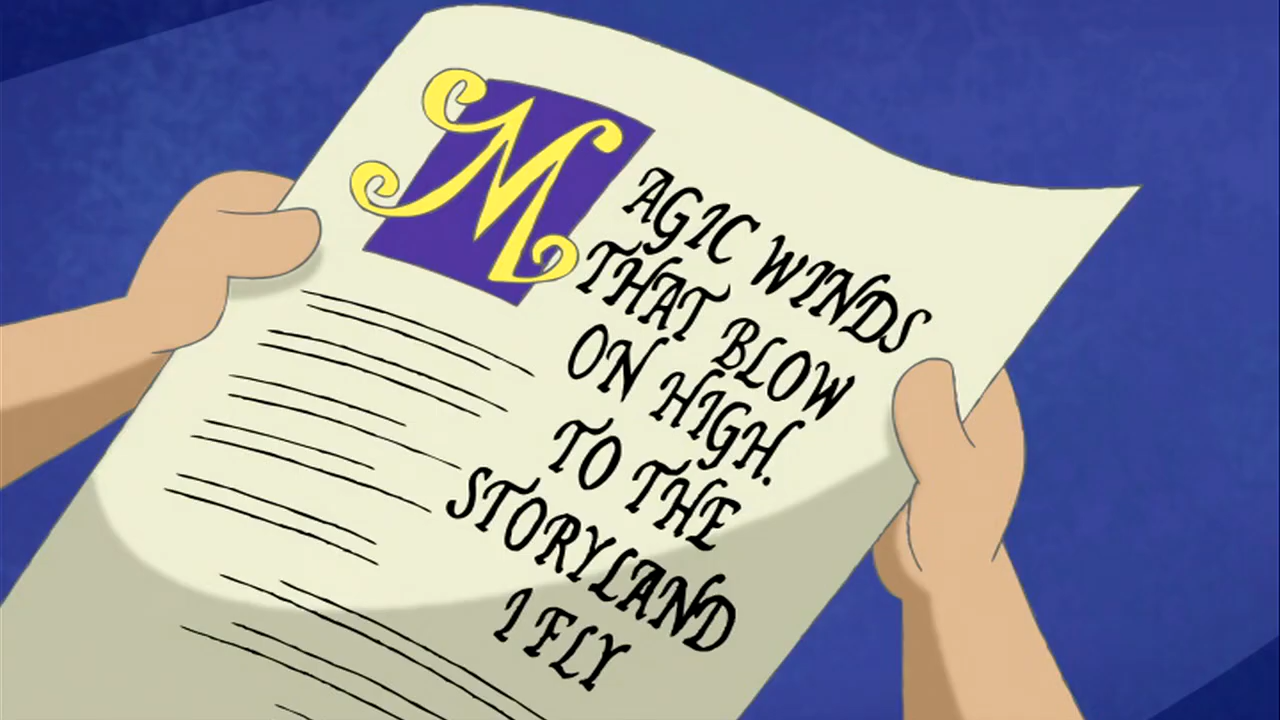 MAGIC WINDS
THAT BLOW
ON HIGH.
TO THE
STORYLAND
I FLY